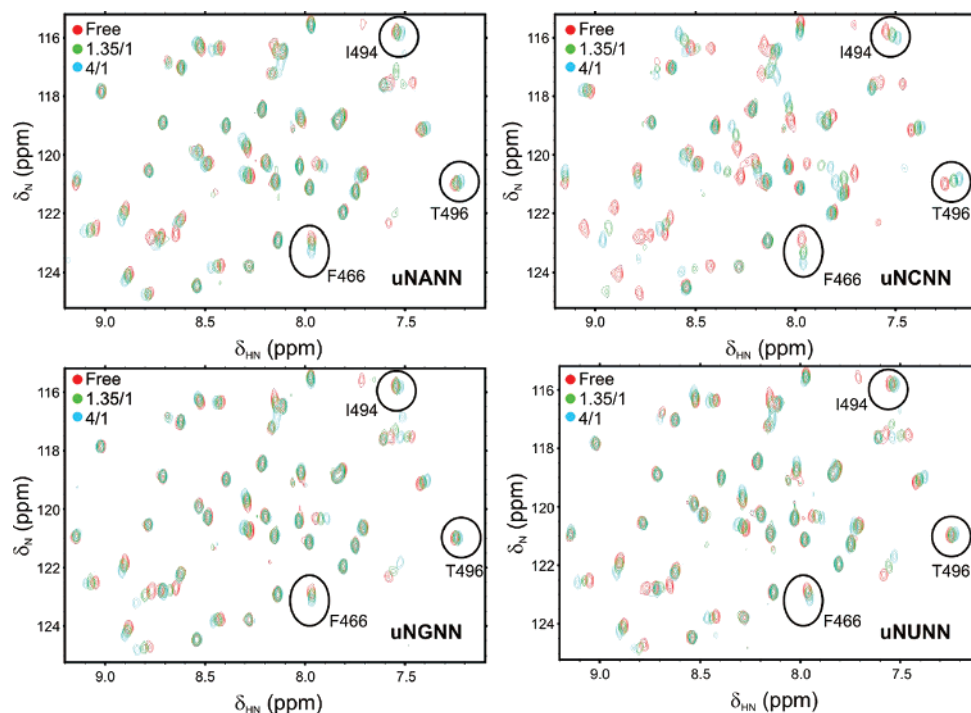 116
118
120
122
124
δN (ppm)
Free
1.35/1
4/1
I494
T496
F466
uNANN
9.0
8.5
8.0
7.5
δHN (ppm)
116
118
120
122
124
δN (ppm)
Free
1.35/1
4/1
I494
T496
F466
uNCNN
9.0
8.5
8.0
7.5
δHN (ppm)
116
118
120
122
124
δN (ppm)
Free
1.35/1
4/1
I494
T496
F466
uNGNN
9.0
8.5
8.0
7.5
δHN (ppm)
116
118
120
122
124
δN (ppm)
Free
1.35/1
4/1
I494
T496
F466
uNUNN
9.0
8.5
8.0
7.5
δHN (ppm)